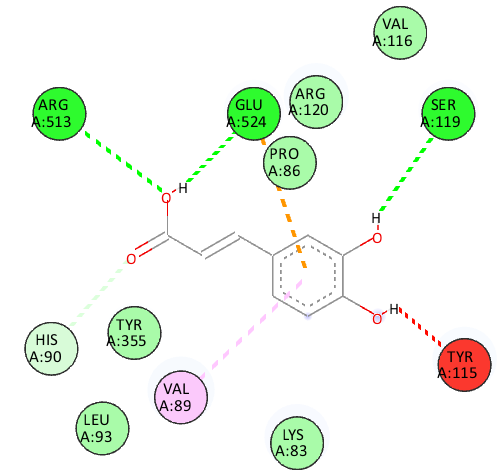 VAL
A:116
ARG
A:513
GLU
A:524
ARG
A:120
SER
A:119
PRO
A:86
H
O
H
O
O
O
H
HIS
A:90
TYR
A:355
VAL
A:89
TYR
A:115
LEU
A:93
LYS
A:83